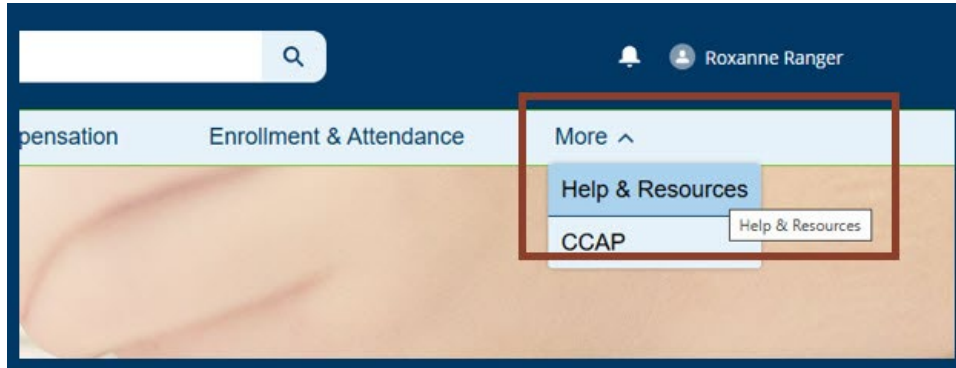 Roxanne Ranger
pensation Enrollment & Attendance More
Help & Resources
Help & Resources
CCAP